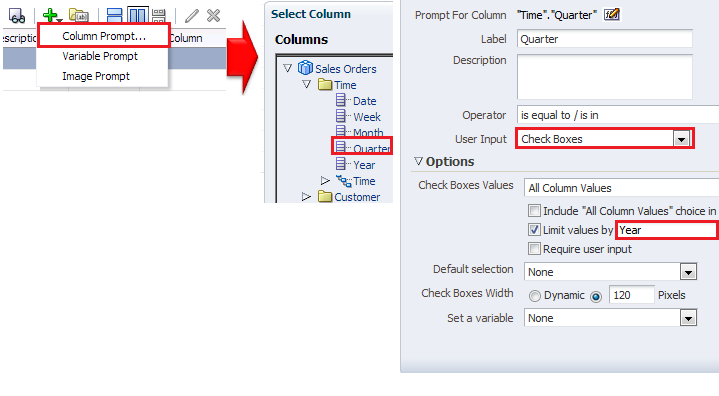 escriptio
Column
Column Prompt...
Variable Prompt
Image Prompt
Select Column
Columns
Sales Orders
Time
Date
Week
Month
Quarter
Year
Time
Customer
Prompt For Column "Time"."Quarter"
Label Quarter
Description
Operator is equal to / is in
User Input Check Boxes
Options
Check Boxes Values All Column Values
Include "All Column Values" choice in
Limit values by Year
Require user input
Default selection None
Check Boxes Width Dynamic 120 Pixels
Set a variable None